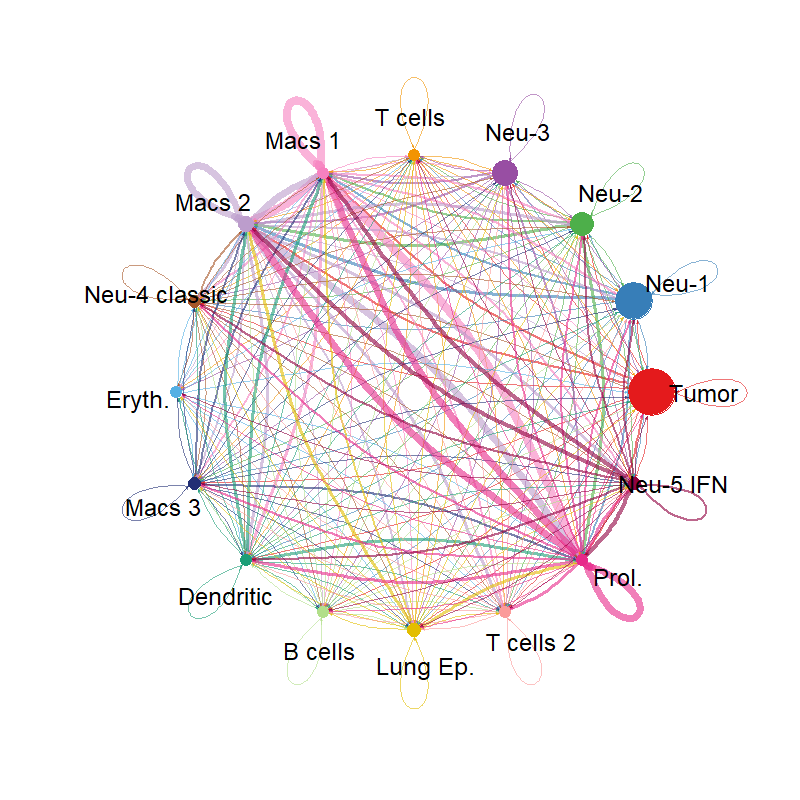 T cells
Macs 1
Neu-3
Macs 2
Neu-2
Neu-4 classic
Neu-1
Eryth.
Tumor
Macs 3
Neu-5 IFN
Dendritic
Prol.
B cells
Lung Ep.
T cells 2